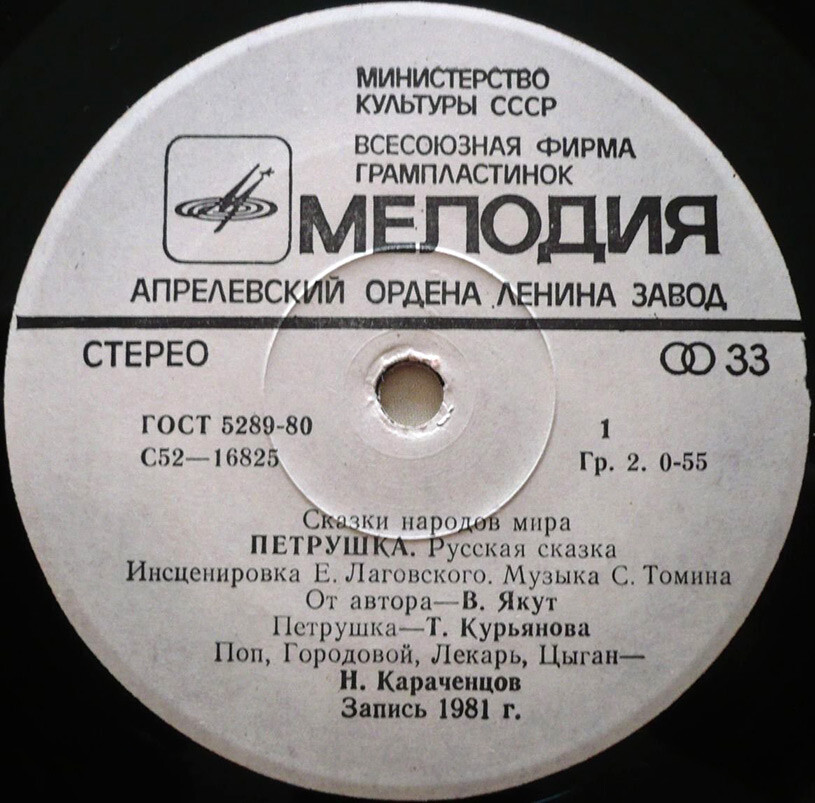 МИНИСТЕРСТВО
КУЛЬТУРЫ СССР
ВСЕСОЮЗНАЯ ФИРМА
ГРАМПЛАСТИНОК
МЕЛОДИЯ
АПРЕЛЕВСКИЙ ОРДЕНА ЛЕНИНА ЗАВОД
СТЕРЕО
33
ГОСТ 5289-80
1
С52—16825
Гр. 2. 0-55
Сказки народов мира
ПЕТРУШКА. Русская сказка
Инсценировка Е. Лаговского. Музыка С. Томина
От автора—В. Якут
Петрушка—Т. Курьянова
Поп, Городовой, Лекарь, Цыган—
Н. Караченцов
Запись 1981 г.